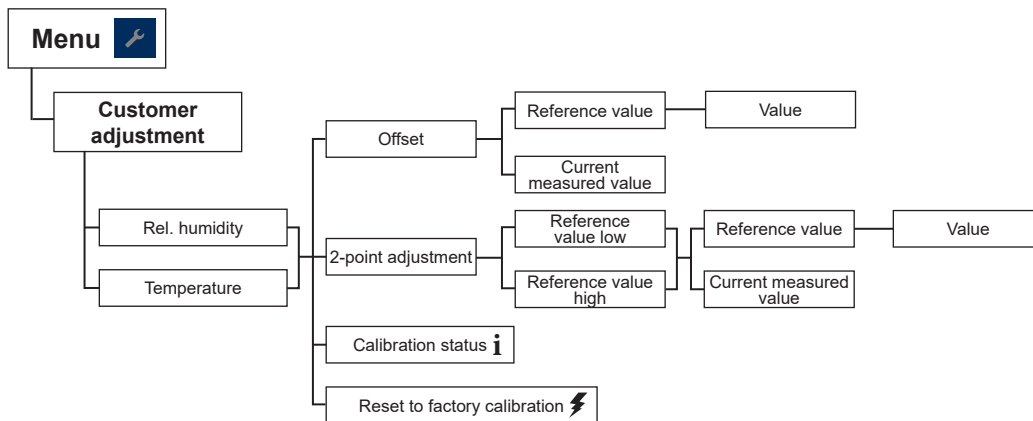 Menu
Customer
adjustment
Rel. humidity
Temperature
Offset
Reference value
Value
Current
measured value
2-point adjustment
Reference
value low
Reference value
high
Reference value
Value
Current measured
value
Calibration status i
Reset to factory calibration